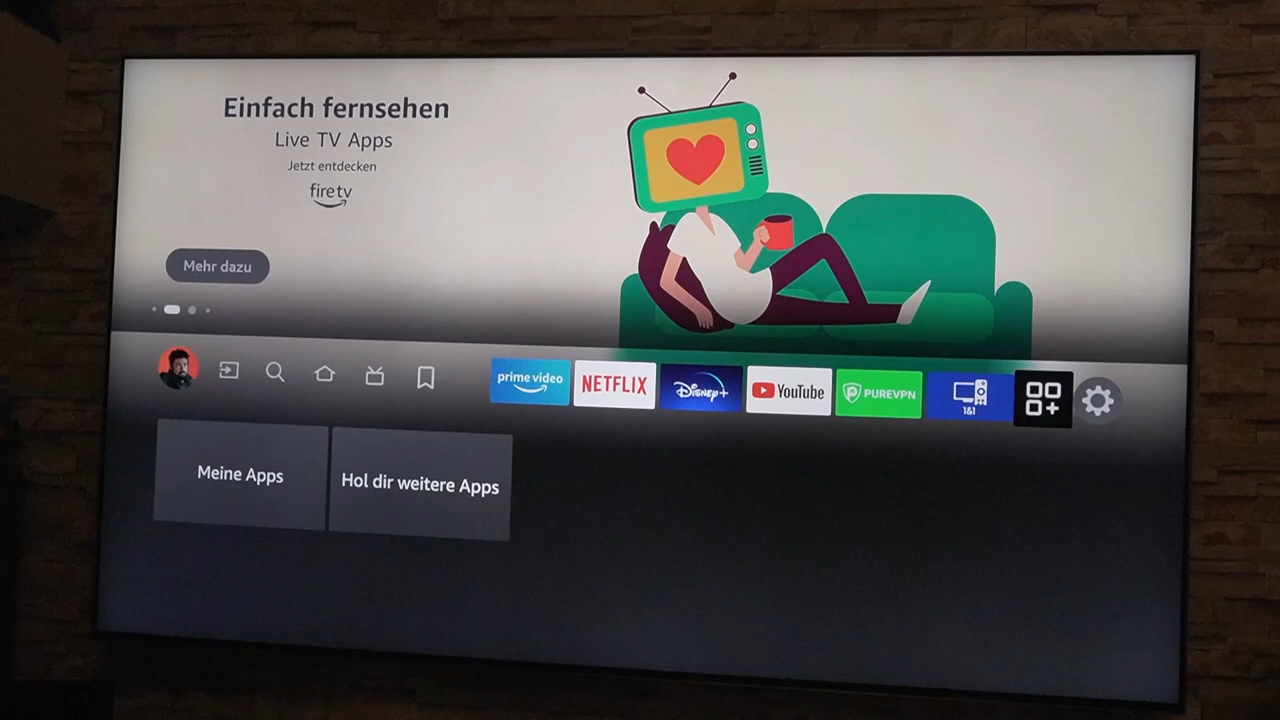 Einfach fernsehen
Live TV Apps
Jetzt entdecken
fire tv
Mehr dazu
prime video
NETFLIX
Disney+
YouTube
PUREVPN
1&1
Meine Apps
Hol dir weitere Apps